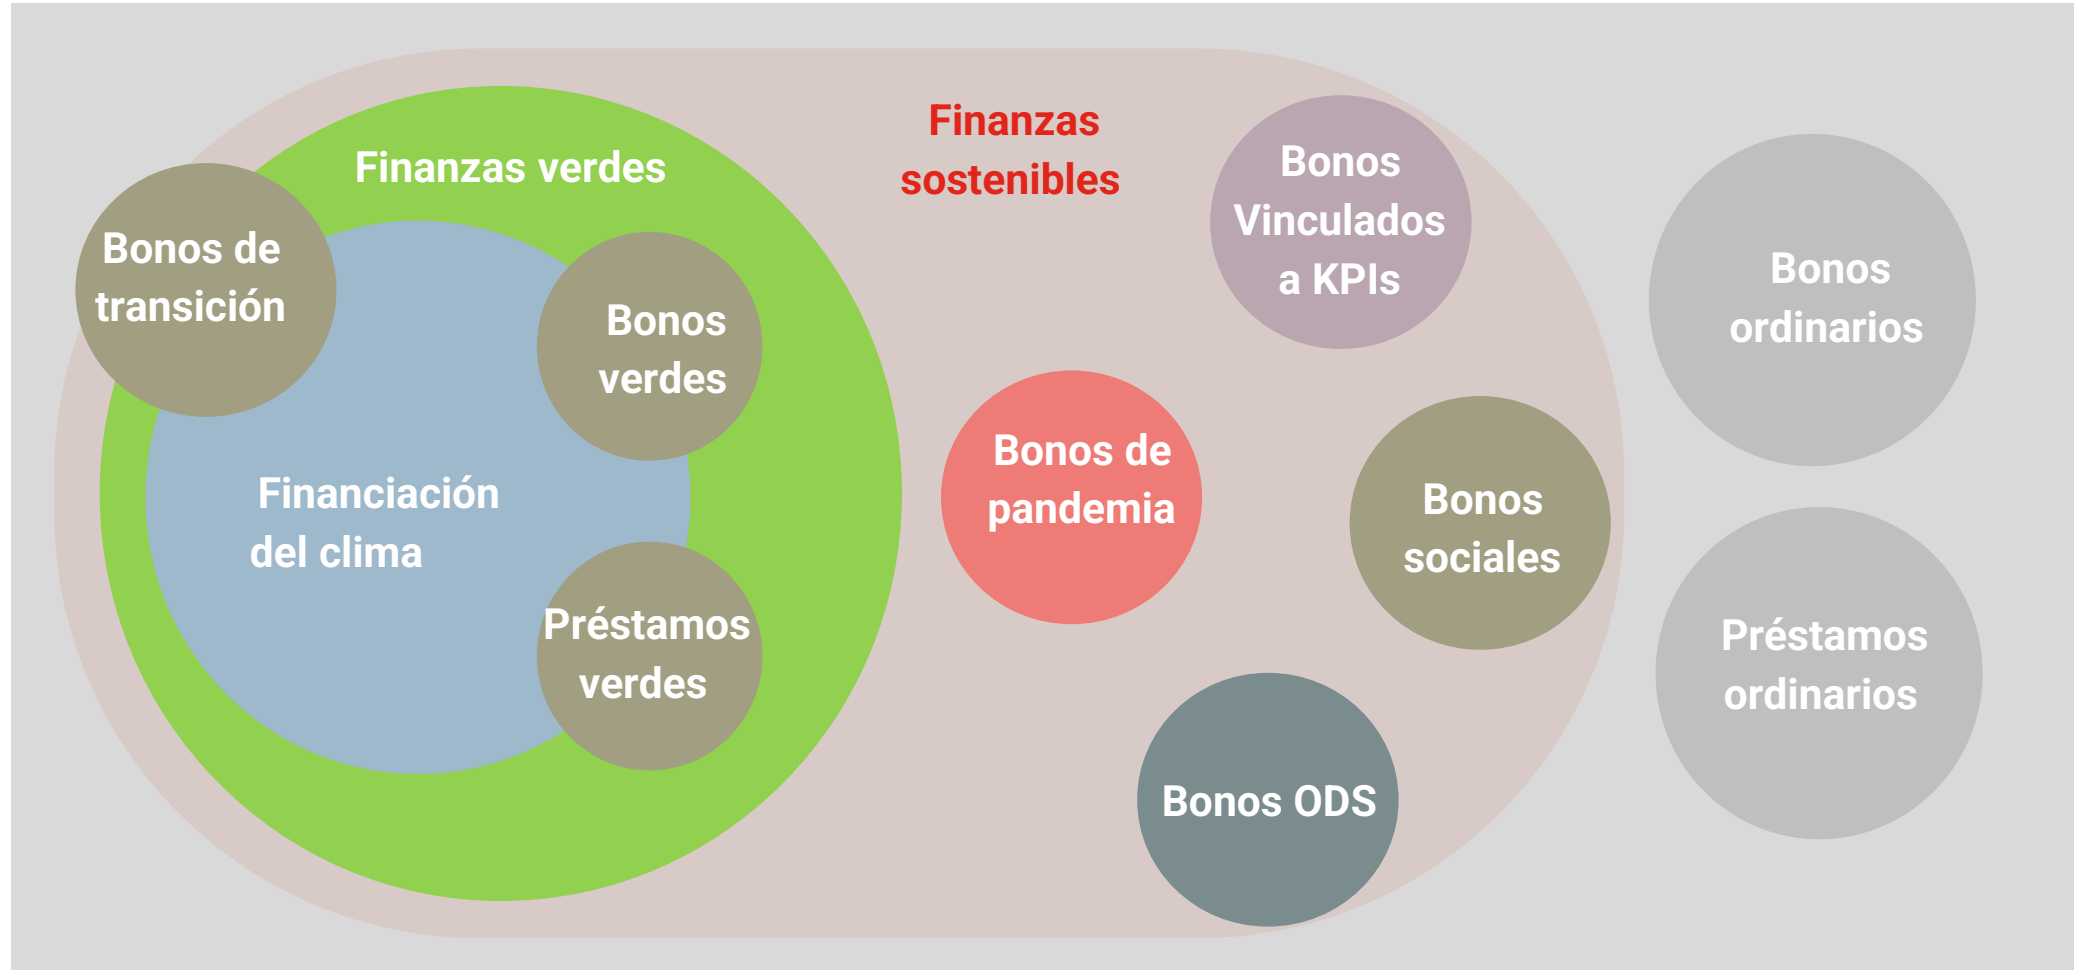 Finanzas
sostenibles
Finanzas verdes
Bonos de
transición
Bonos
verdes
Financiación
del clima
Préstamos
verdes
Bonos
Vinculados
a KPIs
Bonos de
pandemia
Bonos
sociales
Bonos ODS
Bonos
ordinarios
Préstamos
ordinarios